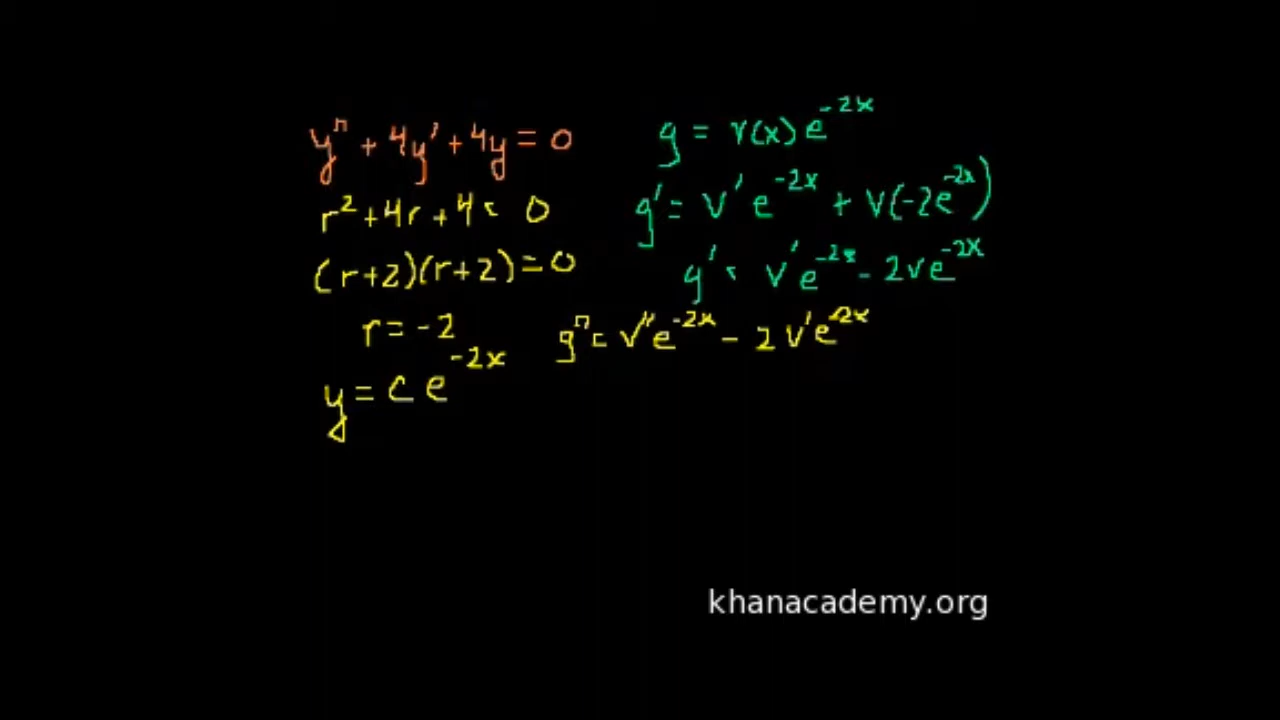 y'' + 4y' + 4y = 0
r² + 4r + 4 = 0
(r+2)(r+2) = 0
r = -2
y = c e^{-2x}
g = v(x) e^{-2x}
g' = v' e^{-2x} + v(-2e^{-2x})
g' = v' e^{-2x} - 2ve^{-2x}
g'' = v'' e^{-2x} - 2v'e^{-2x}
khanacademy.org